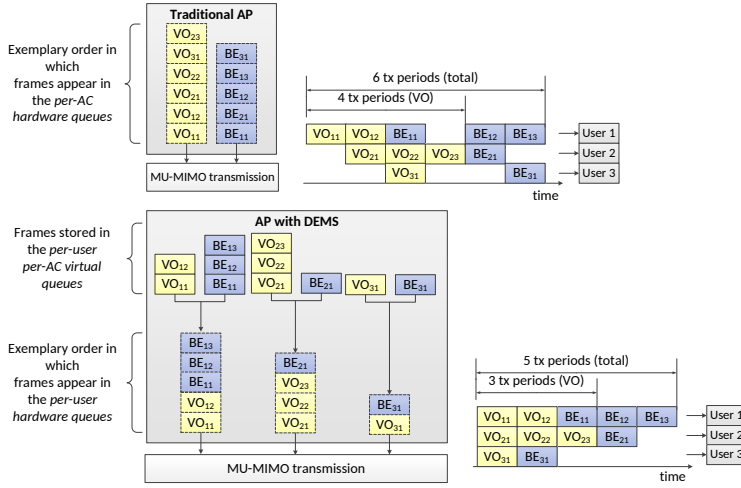 Traditional AP
Exemplary order in
which
frames appear in
the per-AC
hardware queues
VO₂₃
VO₃₁ BE₃₁
VO₂₂ BE₁₃
VO₂₁ BE₁₂
VO₁₂ BE₂₁
VO₁₁ BE₁₁
MU-MIMO transmission
6 tx periods (total)
4 tx periods (VO)
VO₁₁ VO₁₂ BE₁₁ BE₁₂ BE₁₃ User 1
VO₂₁ VO₂₂ VO₂₃ BE₂₁ User 2
VO₃₁ BE₃₁ User 3
time
AP with DEMS
Frames stored in
the per-user
per-AC virtual
queues
BE₁₃ VO₂₃
VO₁₂ BE₁₂ VO₂₂
VO₁₁ BE₁₁ VO₂₁ BE₂₁ VO₃₁ BE₃₁
Exemplary order in
which
frames appear in
the per-user
hardware queues
BE₁₃
BE₁₂ BE₂₁
BE₁₁ VO₂₃
VO₁₂ VO₂₂ BE₃₁
VO₁₁ VO₂₁ VO₃₁
MU-MIMO transmission
5 tx periods (total)
3 tx periods (VO)
VO₁₁ VO₁₂ BE₁₁ BE₁₂ BE₁₃ User 1
VO₂₁ VO₂₂ VO₂₃ BE₂₁ User 2
VO₃₁ BE₃₁ User 3
time